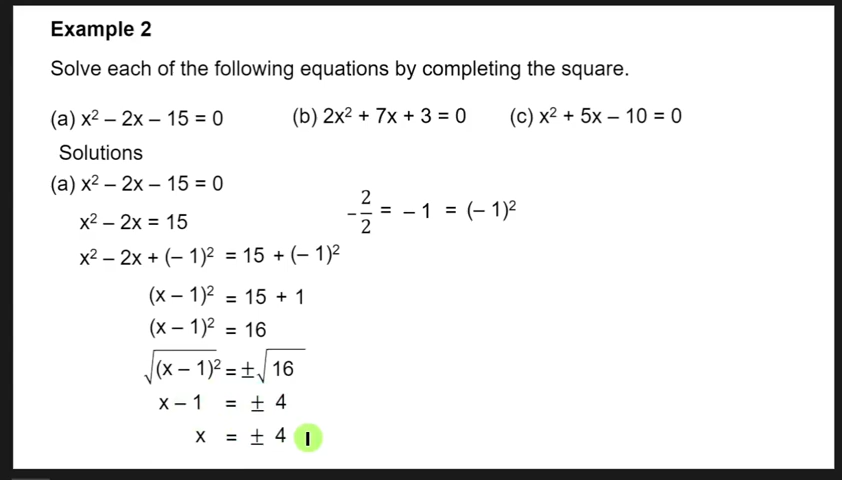 Example 2
Solve each of the following equations by completing the square.
(a) x² – 2x – 15 = 0 (b) 2x² + 7x + 3 = 0 (c) x² + 5x – 10 = 0
Solutions
(a) x² – 2x – 15 = 0
x² – 2x = 15
-2/2 = – 1 = (– 1)²
x² – 2x + (– 1)² = 15 + (– 1)²
(x – 1)² = 15 + 1
(x – 1)² = 16
√(x – 1)² = ±√16
x – 1 = ± 4
x = ± 4